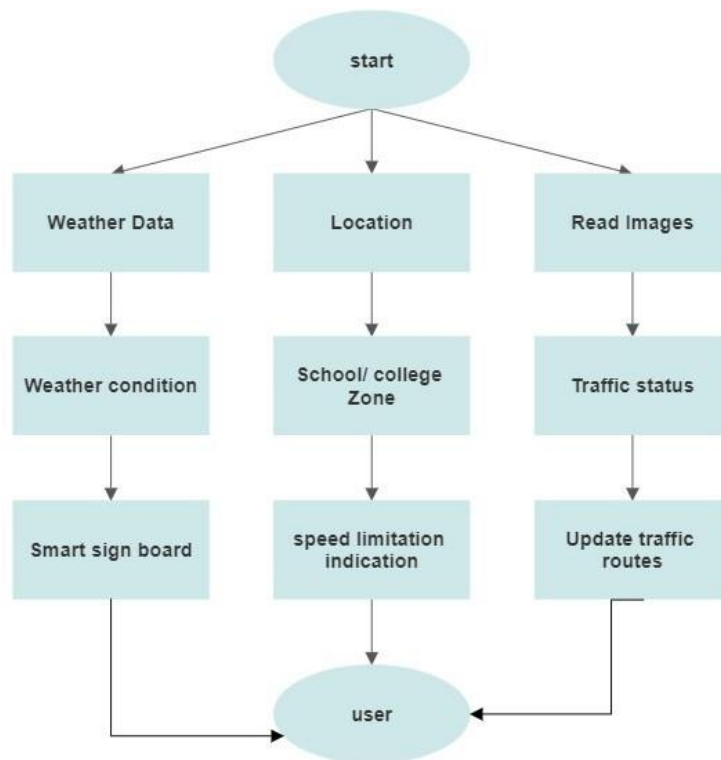 start
Weather Data
Location
Read Images
Weather condition
School/ college
Zone
Traffic status
Smart sign board
speed limitation
indication
Update traffic
routes
user